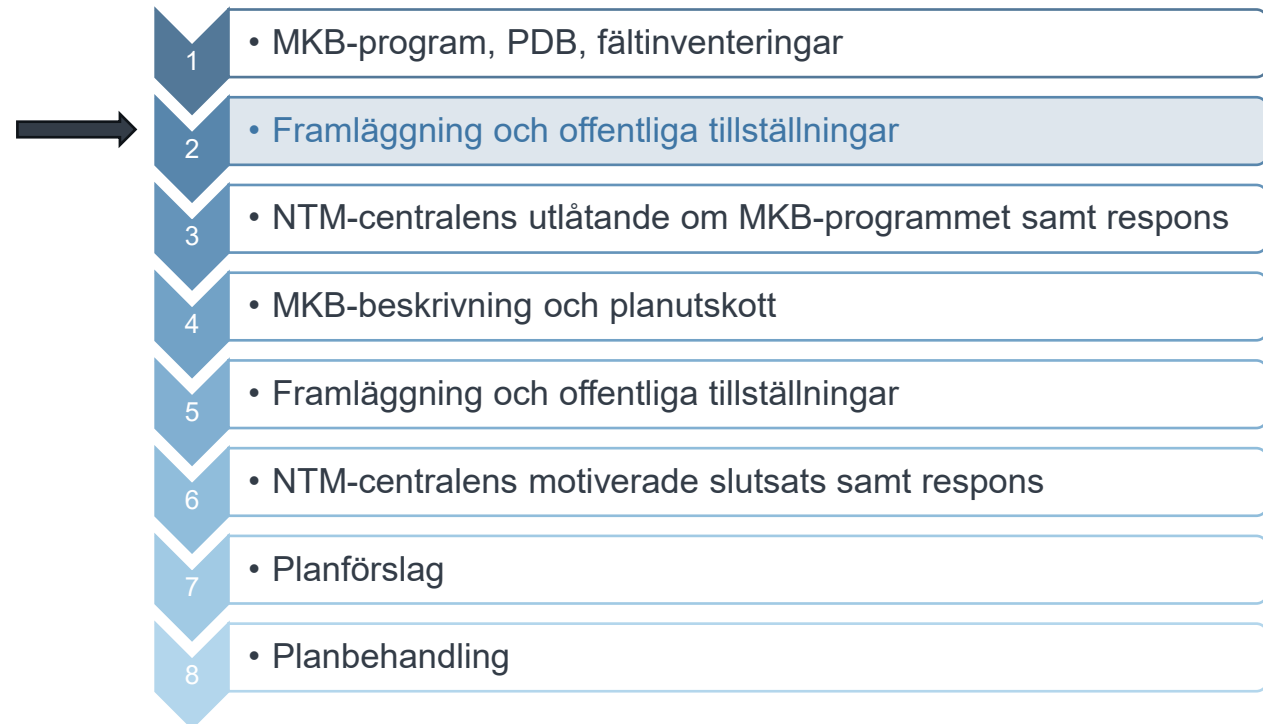 1
• MKB-program, PDB, fältinventeringar
2
• Framläggning och offentliga tillställningar
3
• NTM-centralens utlåtande om MKB-programmet samt respons
4
• MKB-beskrivning och planutskott
5
• Framläggning och offentliga tillställningar
6
• NTM-centralens motiverade slutsats samt respons
7
• Planförslag
8
• Planbehandling